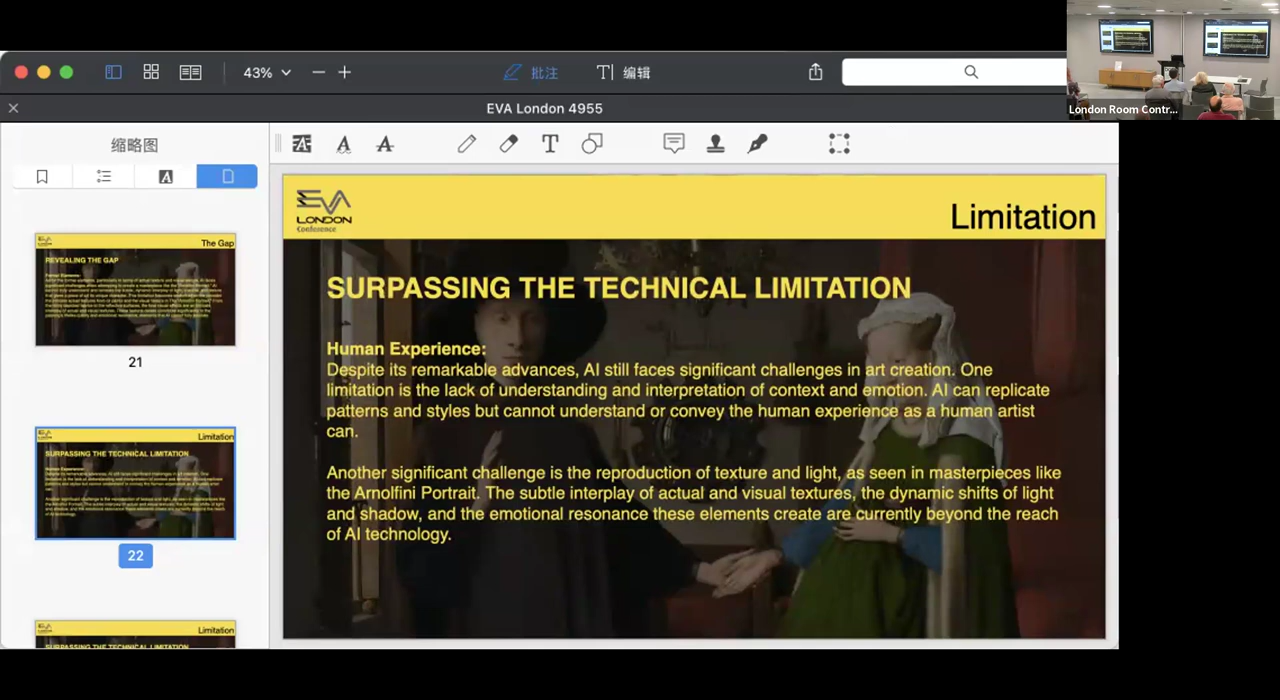 43%
批注
T| 编辑
London Room Contr...
EVA London 4955
缩略图
The Gap
REVEALING THE GAP
21
Limitation
SURPASSING THE TECHNICAL LIMITATION
Human Experience:
22
Limitation
SURPASSING THE TECHNICAL LIMITATION
EVA
LONDON
Conference
Limitation
SURPASSING THE TECHNICAL LIMITATION
Human Experience:
Despite its remarkable advances, AI still faces significant challenges in art creation. One
limitation is the lack of understanding and interpretation of context and emotion. AI can replicate
patterns and styles but cannot understand or convey the human experience as a human artist
can.
Another significant challenge is the reproduction of texture and light, as seen in masterpieces like
the Arnolfini Portrait. The subtle interplay of actual and visual textures, the dynamic shifts of light
and shadow, and the emotional resonance these elements create are currently beyond the reach
of AI technology.